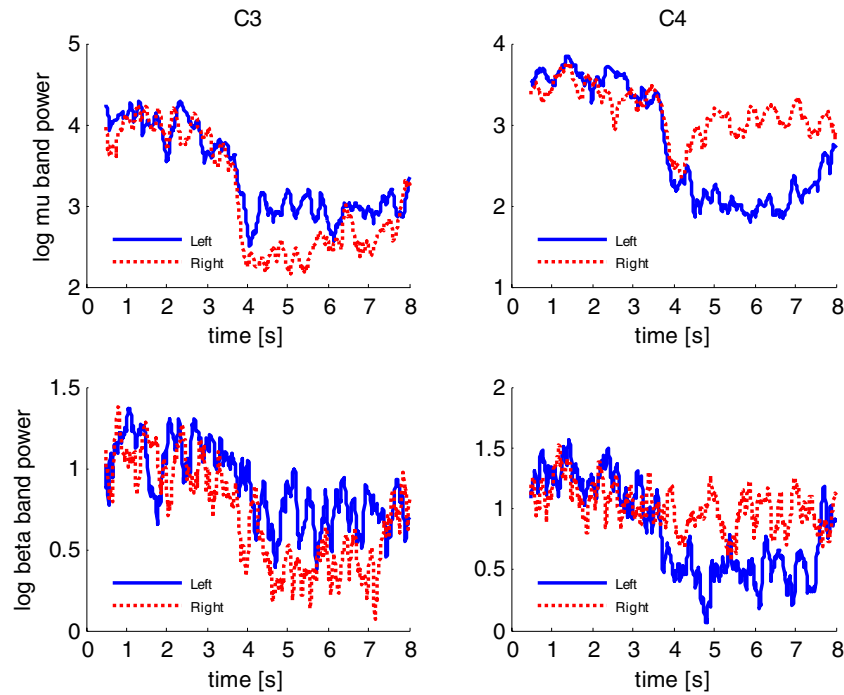 C3
C4
log mu band power
5
4
3
2
Left
Right
0 1 2 3 4 5 6 7 8
time [s]
4
3
2
1
Left
Right
0 1 2 3 4 5 6 7 8
time [s]
log beta band power
1.5
1
0.5
0
Left
Right
0 1 2 3 4 5 6 7 8
time [s]
2
1.5
1
0.5
0
Left
Right
0 1 2 3 4 5 6 7 8
time [s]